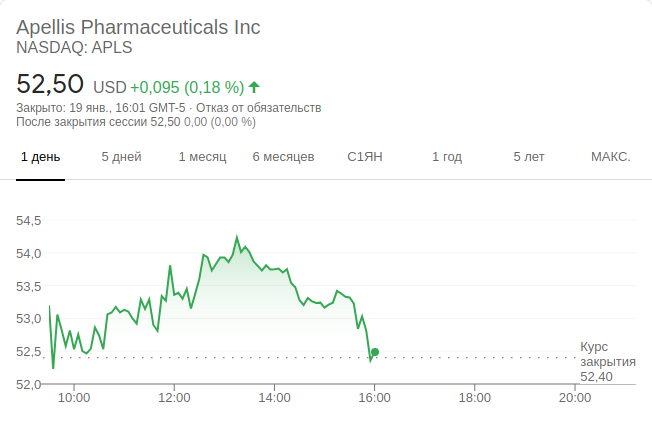 Apellis Pharmaceuticals Inc
NASDAQ: APLS
52,50 USD +0,095 (0,18 %)
Закрыто: 19 янв., 16:01 GMT-5 · Отказ от обязательств
После закрытия сессии 52,50 0,00 (0,00 %)
1 день 5 дней 1 месяц 6 месяцев С1ЯН 1 год 5 лет МАКС.
54,5
54,0
53,5
53,0
52,5
52,0
Курс
закрытия
52,40
10:00 12:00 14:00 16:00 18:00 20:00